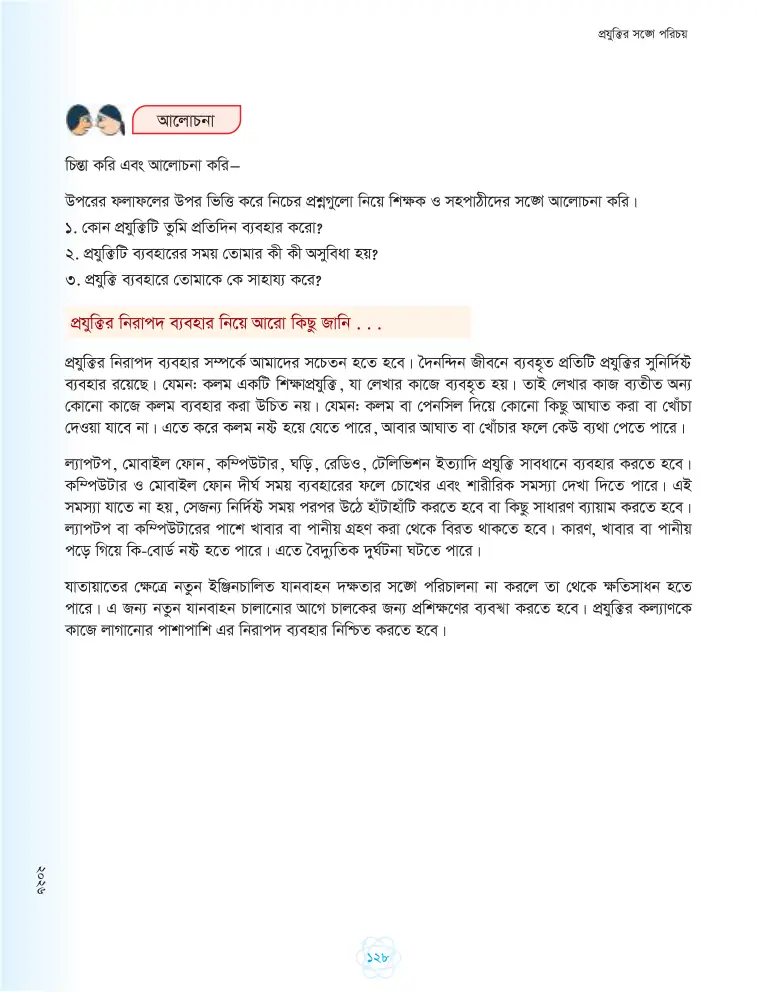 প্রযুক্তির সঙ্গে পরিচয়
আলোচনা
চিন্তা করি এবং আলোচনা করি–
উপরের ফলাফলের উপর ভিত্তি করে নিচের প্রশ্নগুলো নিয়ে শিক্ষক ও সহপাঠীদের সঙ্গে আলোচনা করি।
১. কোন প্রযুক্তিটি তুমি প্রতিদিন ব্যবহার করো?
২. প্রযুক্তিটি ব্যবহারের সময় তোমার কী কী অসুবিধা হয়?
৩. প্রযুক্তি ব্যবহারে তোমাকে কে সাহায্য করে?
প্রযুক্তির নিরাপদ ব্যবহার নিয়ে আরো কিছু জানি . . .
প্রযুক্তির নিরাপদ ব্যবহার সম্পর্কে আমাদের সচেতন হতে হবে। দৈনন্দিন জীবনে ব্যবহৃত প্রতিটি প্রযুক্তির সুনির্দিষ্ট
ব্যবহার রয়েছে। যেমন: কলম একটি শিক্ষাপ্রযুক্তি, যা লেখার কাজে ব্যবহৃত হয়। তাই লেখার কাজ ব্যতীত অন্য
কোনো কাজে কলম ব্যবহার করা উচিত নয়। যেমন: কলম বা পেনসিল দিয়ে কোনো কিছু আঘাত করা বা খোঁচা
দেওয়া যাবে না। এতে করে কলম নষ্ট হয়ে যেতে পারে, আবার আঘাত বা খোঁচার ফলে কেউ ব্যথা পেতে পারে।
ল্যাপটপ, মোবাইল ফোন, কম্পিউটার, ঘড়ি, রেডিও, টেলিভিশন ইত্যাদি প্রযুক্তি সাবধানে ব্যবহার করতে হবে।
কম্পিউটার ও মোবাইল ফোন দীর্ঘ সময় ব্যবহারের ফলে চোখের এবং শারীরিক সমস্যা দেখা দিতে পারে। এই
সমস্যা যাতে না হয়, সেজন্য নির্দিষ্ট সময় পরপর উঠে হাঁটাহাঁটি করতে হবে বা কিছু সাধারণ ব্যায়াম করতে হবে।
ল্যাপটপ বা কম্পিউটারের পাশে খাবার বা পানীয় গ্রহণ করা থেকে বিরত থাকতে হবে। কারণ, খাবার বা পানীয়
পড়ে গিয়ে কি-বোর্ড নষ্ট হতে পারে। এতে বৈদ্যুতিক দুর্ঘটনা ঘটতে পারে।
যাতায়াতের ক্ষেত্রে নতুন ইঞ্জিনচালিত যানবাহন দক্ষতার সঙ্গে পরিচালনা না করলে তা থেকে ক্ষতিসাধন হতে
পারে। এ জন্য নতুন যানবাহন চালানোর আগে চালকের জন্য প্রশিক্ষণের ব্যবস্থা করতে হবে। প্রযুক্তির কল্যাণকে
কাজে লাগানোর পাশাপাশি এর নিরাপদ ব্যবহার নিশ্চিত করতে হবে।
২০২৫
১২৮